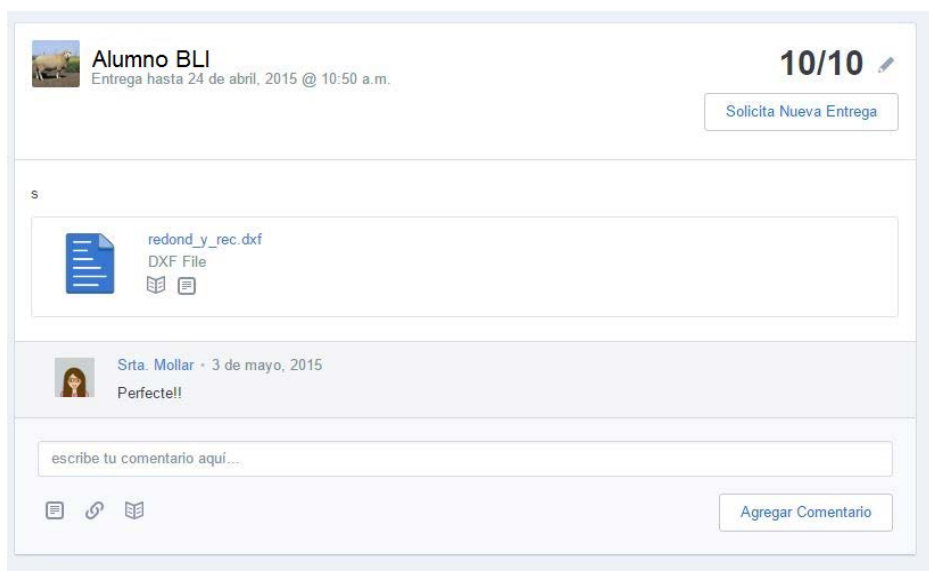 Alumno BLI
Entrega hasta 24 de abril, 2015 @ 10:50 a.m.
10/10
Solicita Nueva Entrega
s
redond_y_rec.dxf
DXF File
Srta. Mollar • 3 de mayo, 2015
Perfecte!!
escribe tu comentario aquí...
Agregar Comentario